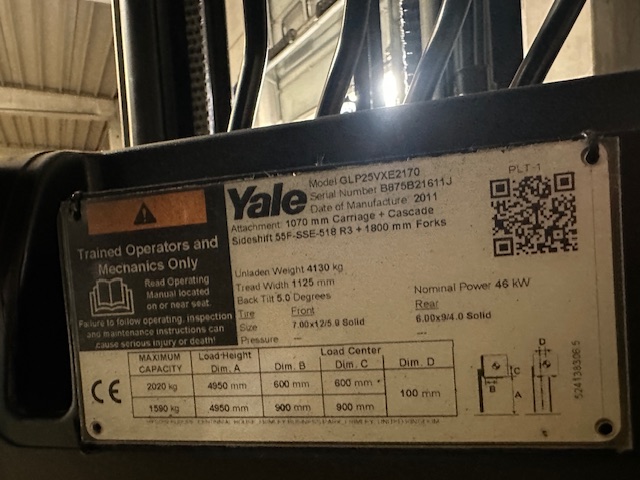 Yale
Model GLP25VXE2170
Serial Number B875B21611J
Date of Manufacture: 2011
Attachment: 1070 mm Carriage + Cascade
Sideshift 55F-SSE-518 R3 + 1800 mm Forks
PLT-1
Trained Operators and
Mechanics Only
Read Operating
Manual located
on or near seat.
Failure to follow operating, inspection
and maintenance instructions can
cause serious injury or death!
Unladen Weight 4130 kg
Tread Width 1125 mm
Back Tilt 5.0 Degrees
Nominal Power 46 kW
Tire Front Rear
Size 7.00x12/5.0 Solid 6.00x9/4.0 Solid
Pressure --- ---
MAXIMUM CAPACITY Load Height Dim. A Load Center Dim. B Dim. C Dim. D
2020 kg 4950 mm 600 mm 600 mm 100 mm
1590 kg 4950 mm 900 mm 900 mm
CE
B
C
A
D
5241383065